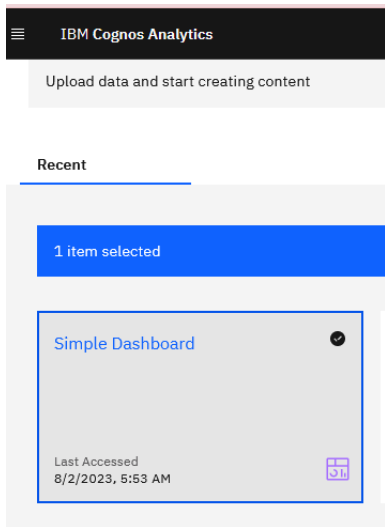 IBM Cognos Analytics
Upload data and start creating content
Recent
1 item selected
Simple Dashboard
Last Accessed
8/2/2023, 5:53 AM